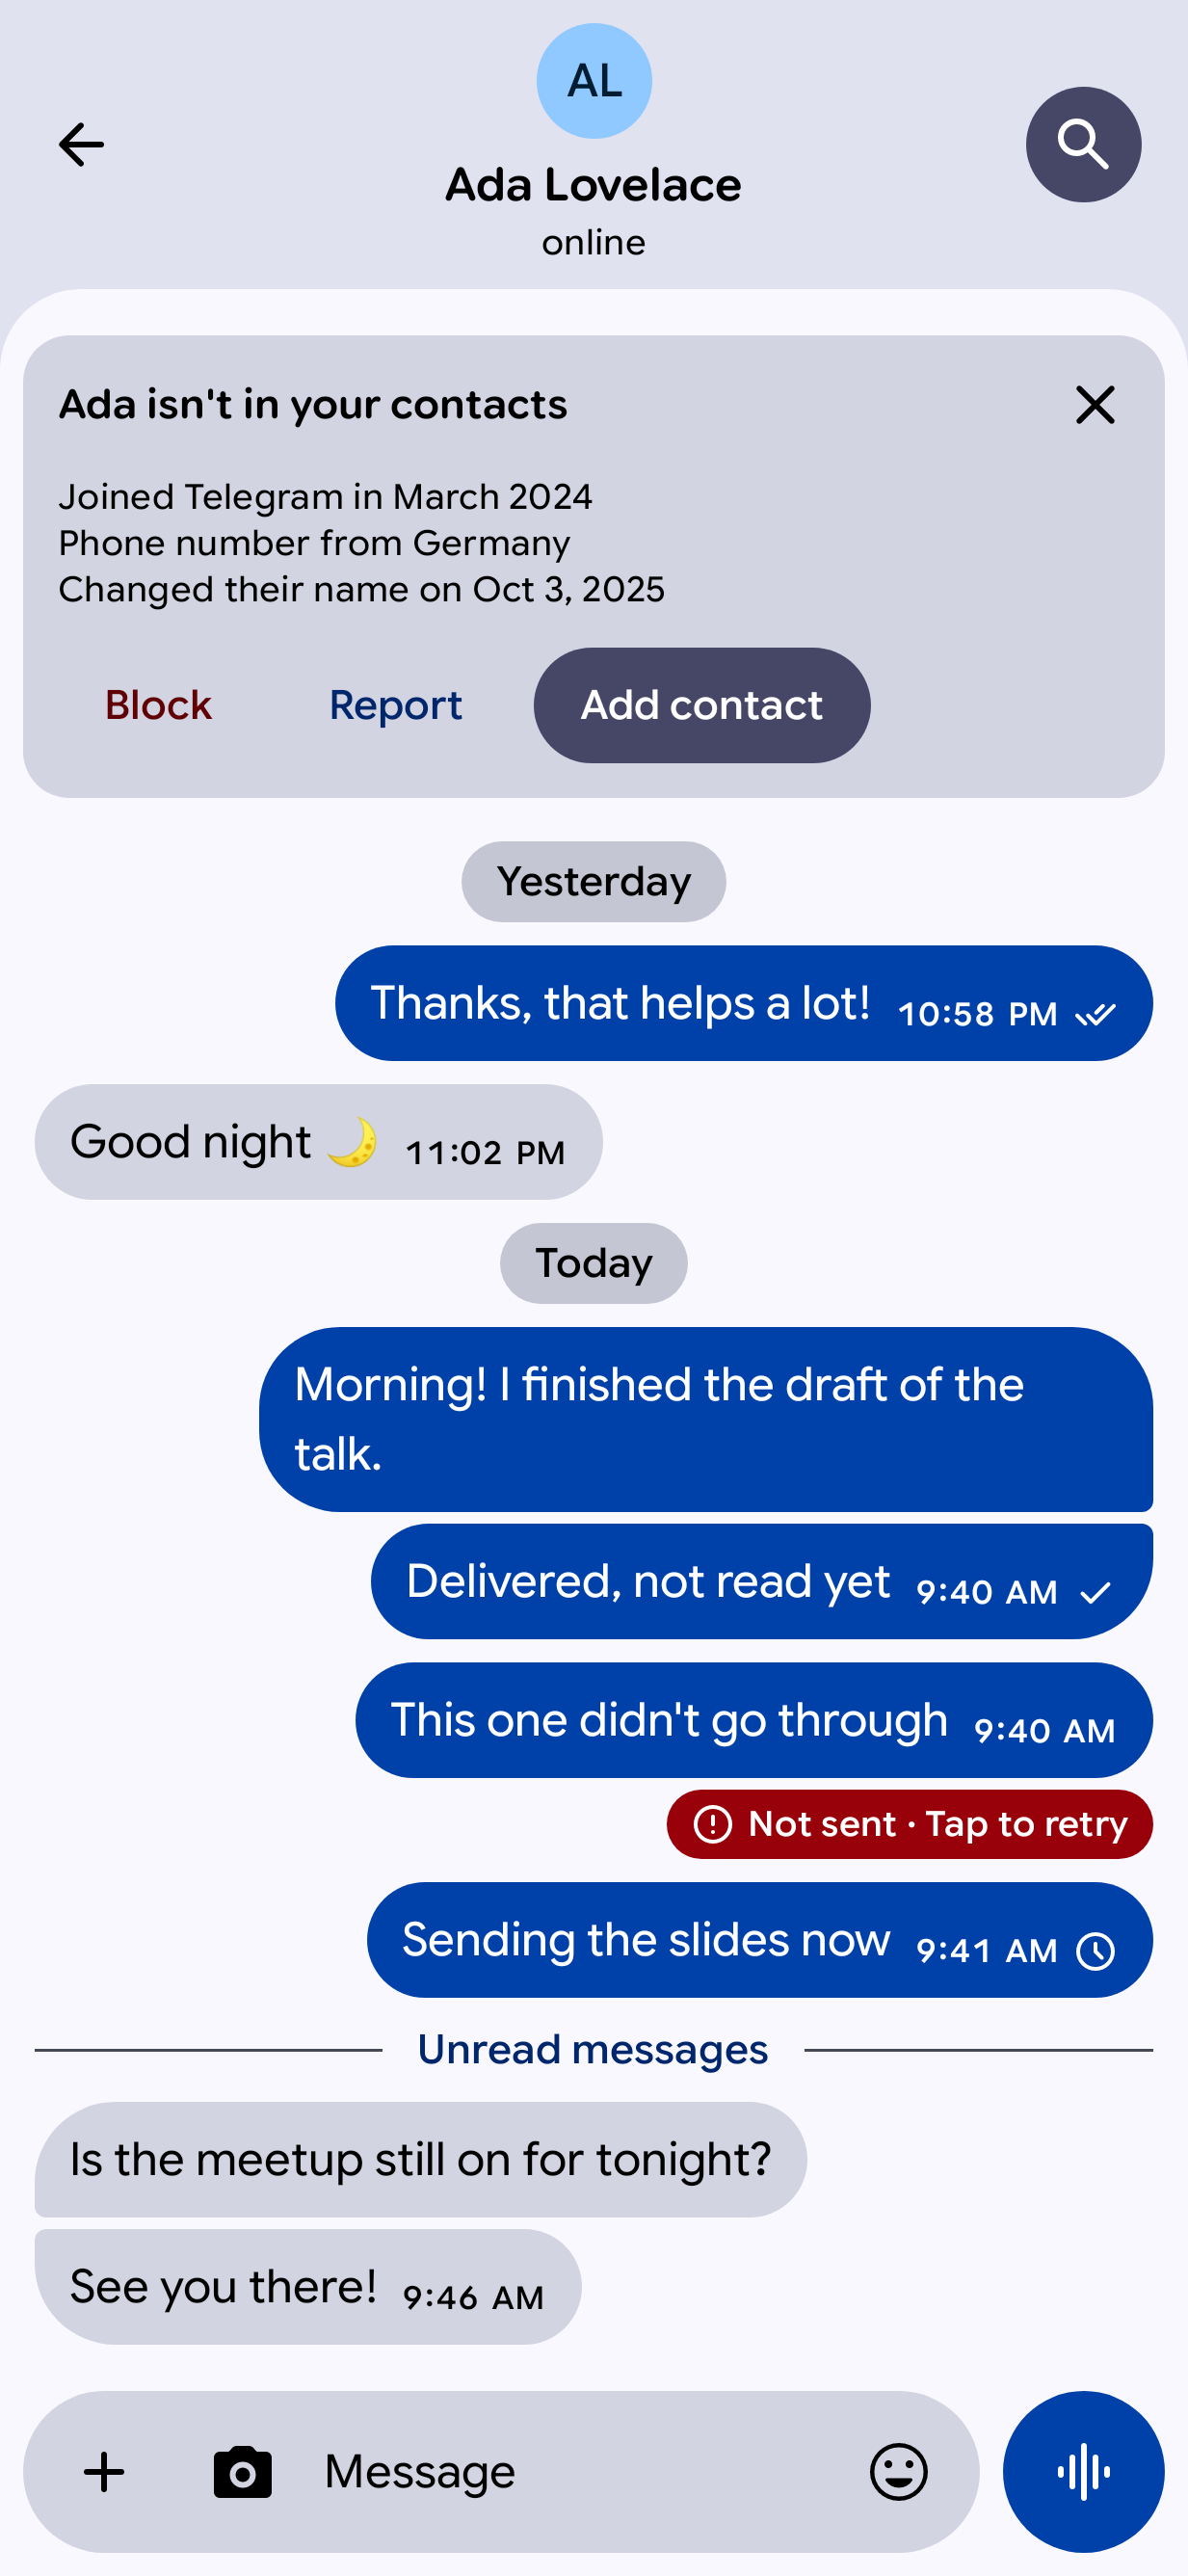 AL
Ada Lovelace
online
Ada isn't in your contacts
Joined Telegram in March 2024
Phone number from Germany
Changed their name on Oct 3, 2025
Block Report Add contact
Yesterday
Thanks, that helps a lot! 10:58 PM
Good night 🌙 11:02 PM
Today
Morning! I finished the draft of the
talk.
Delivered, not read yet 9:40 AM
This one didn't go through 9:40 AM
Not sent · Tap to retry
Sending the slides now 9:41 AM
Unread messages
Is the meetup still on for tonight?
See you there! 9:46 AM
Message